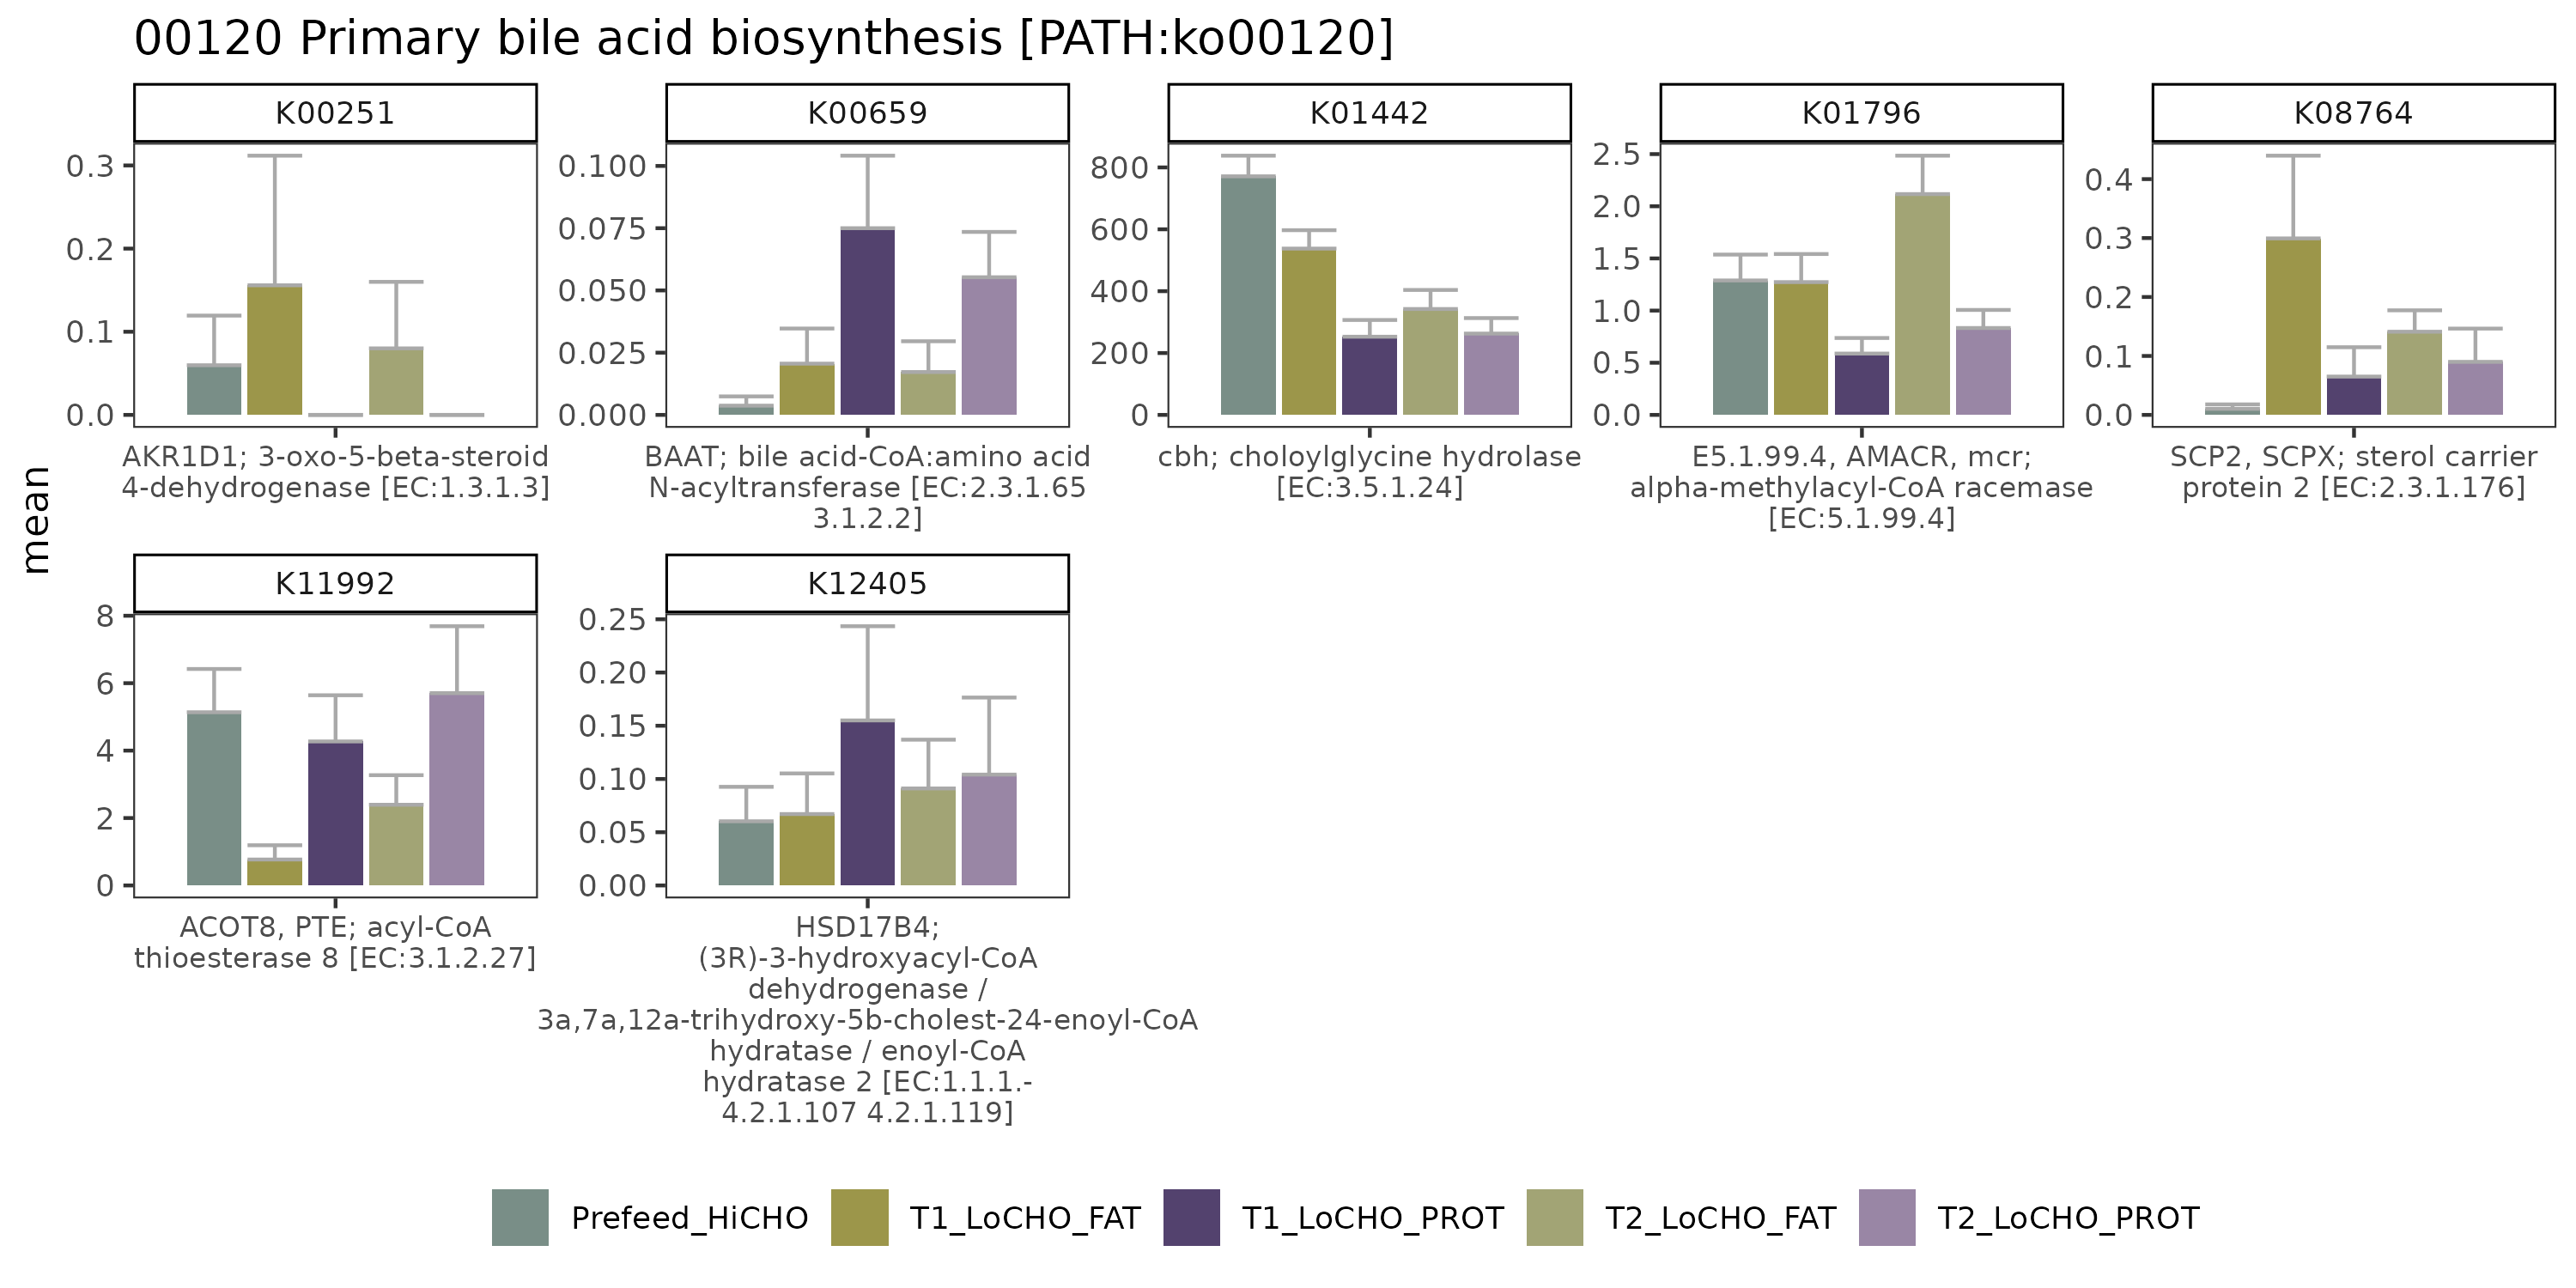 00120 Primary bile acid biosynthesis [PATH:ko00120]
mean
K00251
0.3
0.2
0.1
0.0
AKR1D1; 3-oxo-5-beta-steroid
4-dehydrogenase [EC:1.3.1.3]
K00659
0.100
0.075
0.050
0.025
0.000
BAAT; bile acid-CoA:amino acid
N-acyltransferase [EC:2.3.1.65
3.1.2.2]
K01442
800
600
400
200
0
cbh; choloylglycine hydrolase
[EC:3.5.1.24]
K01796
2.5
2.0
1.5
1.0
0.5
0.0
E5.1.99.4, AMACR, mcr;
alpha-methylacyl-CoA racemase
[EC:5.1.99.4]
K08764
0.4
0.3
0.2
0.1
0.0
SCP2, SCPX; sterol carrier
protein 2 [EC:2.3.1.176]
K11992
8
6
4
2
0
ACOT8, PTE; acyl-CoA
thioesterase 8 [EC:3.1.2.27]
K12405
0.25
0.20
0.15
0.10
0.05
0.00
HSD17B4;
(3R)-3-hydroxyacyl-CoA
dehydrogenase /
3a,7a,12a-trihydroxy-5b-cholest-24-enoyl-CoA
hydratase / enoyl-CoA
hydratase 2 [EC:1.1.1.-
4.2.1.107 4.2.1.119]
Prefeed_HiCHO T1_LoCHO_FAT T1_LoCHO_PROT T2_LoCHO_FAT T2_LoCHO_PROT